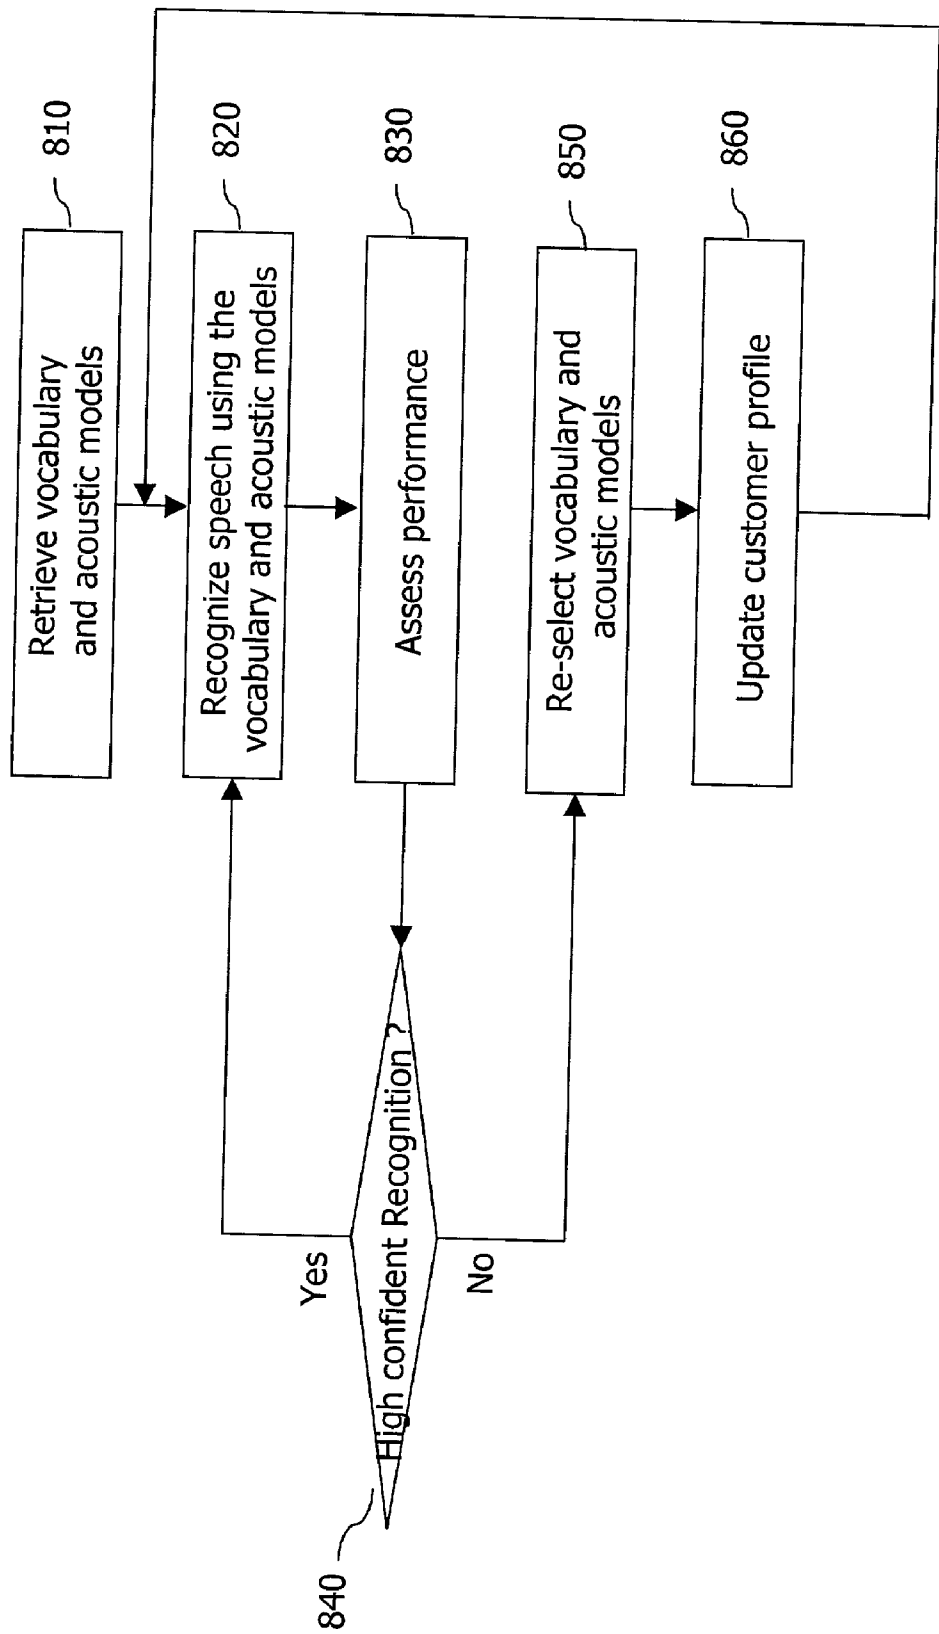 810
Retrieve vocabulary
and acoustic models
820
Recognize speech using the
vocabulary and acoustic models
830
Assess performance
840
High confident Recognition ?
Yes
No
850
Re-select vocabulary and
acoustic models
860
Update customer profile